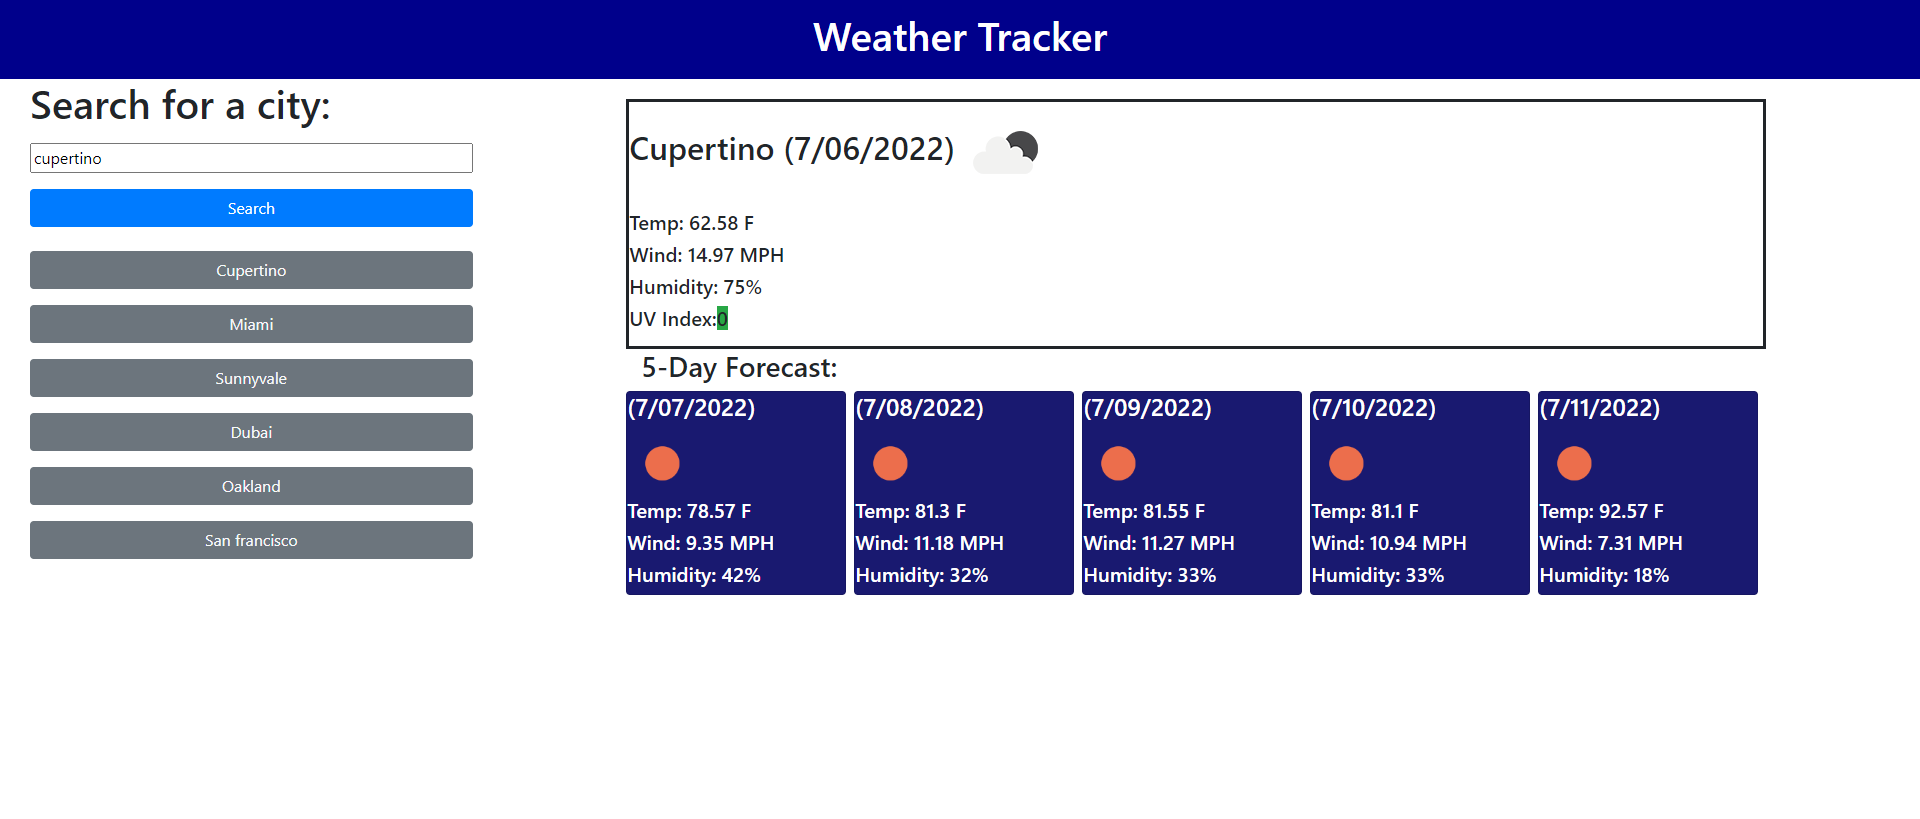 Weather Tracker
Search for a city:
cupertino
Search
Cupertino
Miami
Sunnyvale
Dubai
Oakland
San francisco
Cupertino (7/06/2022)
Temp: 62.58 F
Wind: 14.97 MPH
Humidity: 75%
UV Index:0
5-Day Forecast:
(7/07/2022)
Temp: 78.57 F
Wind: 9.35 MPH
Humidity: 42%
(7/08/2022)
Temp: 81.3 F
Wind: 11.18 MPH
Humidity: 32%
(7/09/2022)
Temp: 81.55 F
Wind: 11.27 MPH
Humidity: 33%
(7/10/2022)
Temp: 81.1 F
Wind: 10.94 MPH
Humidity: 33%
(7/11/2022)
Temp: 92.57 F
Wind: 7.31 MPH
Humidity: 18%